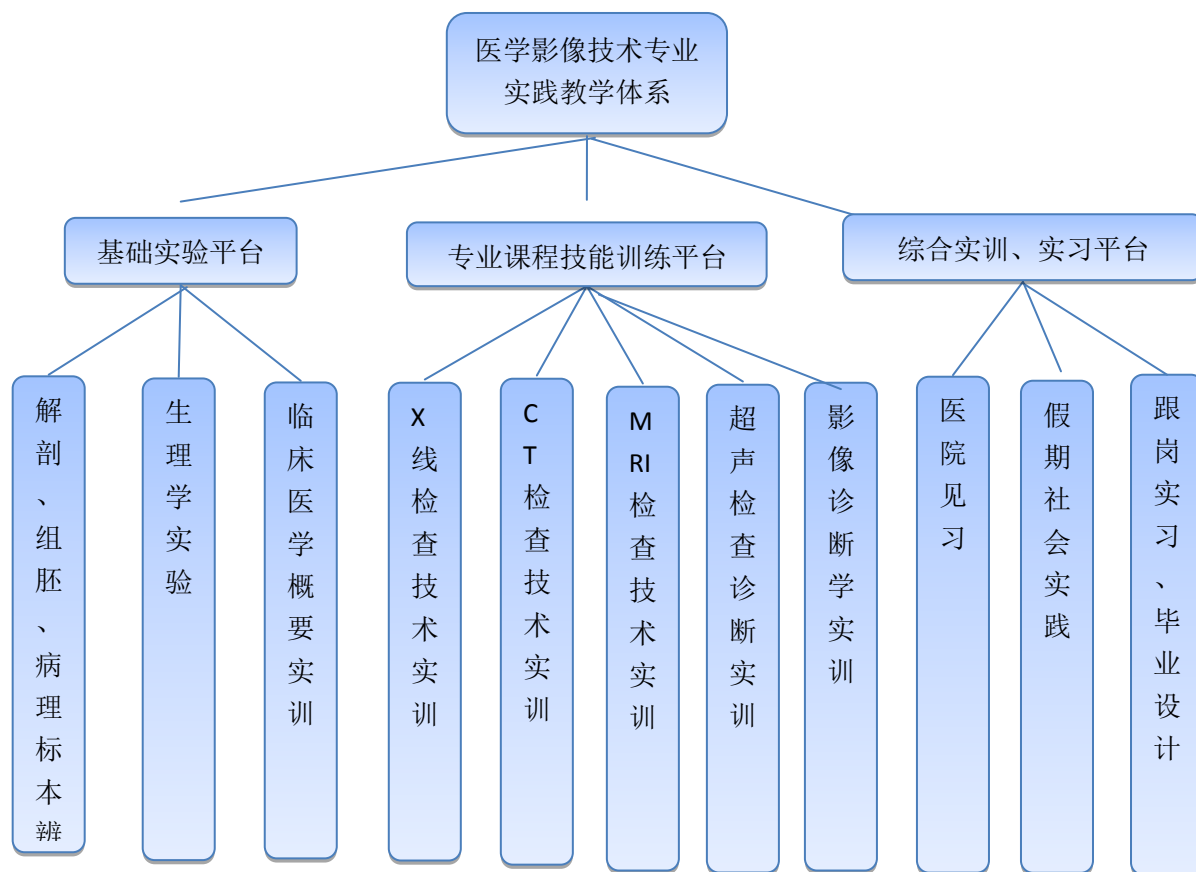 医学影像技术专业
实践教学体系
基础实验平台
专业课程技能训练平台
综合实训、实习平台
解剖、组胚、病理标本辨
生理学实验
临床医学概要实训
X线检查技术实训
CT检查技术实训
MRI检查技术实训
超声检查诊断实训
影像诊断学实训
医院见习
假期社会实践
跟岗实习、毕业设计